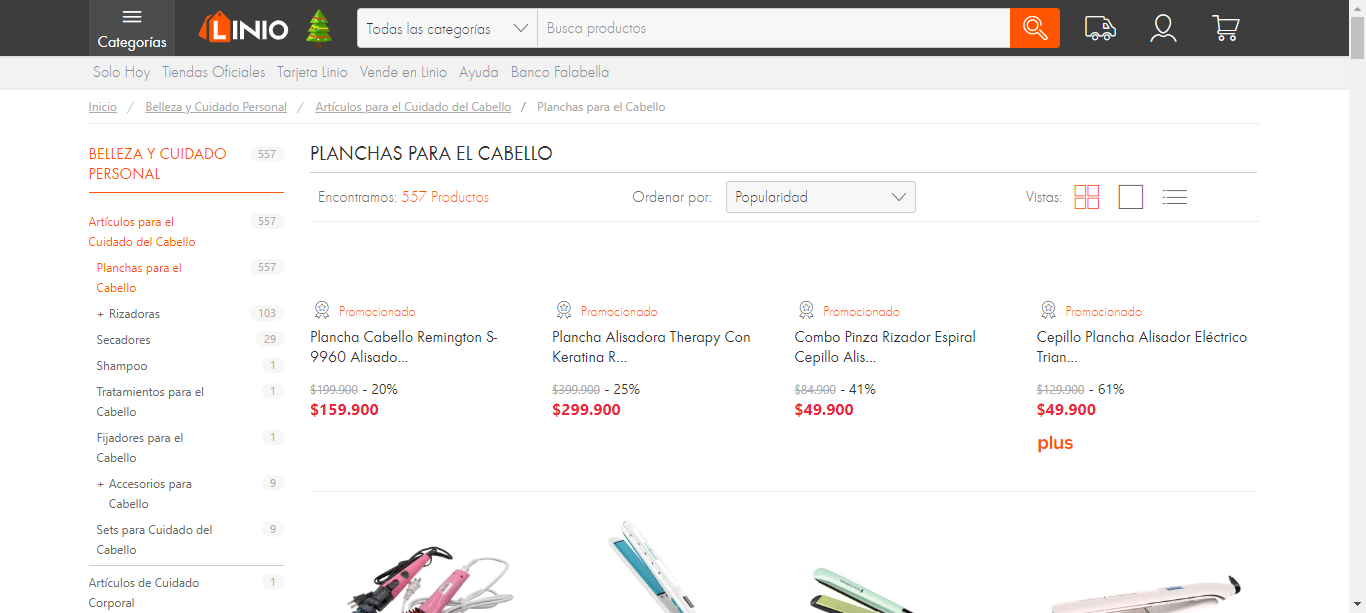 Categorías
LINIO
Todas las categorías
Busca productos
Solo Hoy Tiendas Oficiales Tarjeta Linio Vende en Linio Ayuda Banco Falabella
Inicio / Belleza y Cuidado Personal / Artículos para el Cuidado del Cabello / Planchas para el Cabello
BELLEZA Y CUIDADO 557
PERSONAL
Artículos para el 557
Cuidado del Cabello
Planchas para el 557
Cabello
+ Rizadoras 103
Secadores 29
Shampoo 1
Tratamientos para el 1
Cabello
Fijadores para el 1
Cabello
+ Accesorios para 9
Cabello
Sets para Cuidado del 9
Cabello
Artículos de Cuidado 1
Corporal
PLANCHAS PARA EL CABELLO
Encontramos: 557 Productos
Ordenar por: Popularidad
Vistas:
Promocionado
Plancha Cabello Remington S-
9960 Alisado...
$199.900 - 20%
$159.900
Promocionado
Plancha Alisadora Therapy Con
Keratina R...
$399.900 - 25%
$299.900
Promocionado
Combo Pinza Rizador Espiral
Cepillo Alis...
$84.900 - 41%
$49.900
Promocionado
Cepillo Plancha Alisador Eléctrico
Trian...
$129.900 - 61%
$49.900
plus